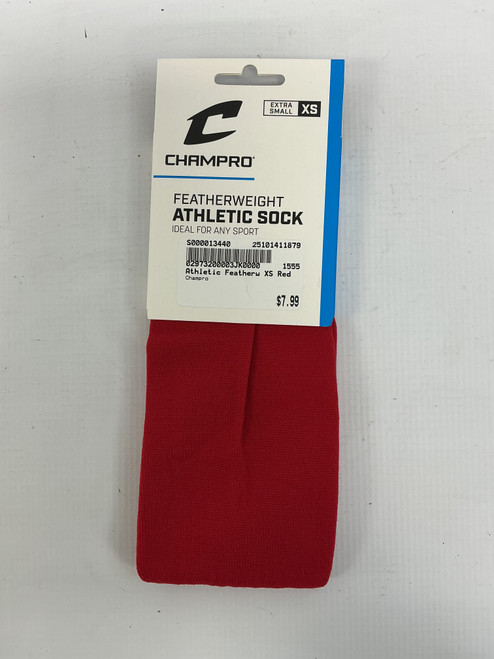 EXTRA SMALL XS
CHAMPRO®
FEATHERWEIGHT
ATHLETIC SOCK
IDEAL FOR ANY SPORT
S000013440 25101411879
02973200003JK0000 1555
Athletic Featherw XS Red
Champro
$7.99